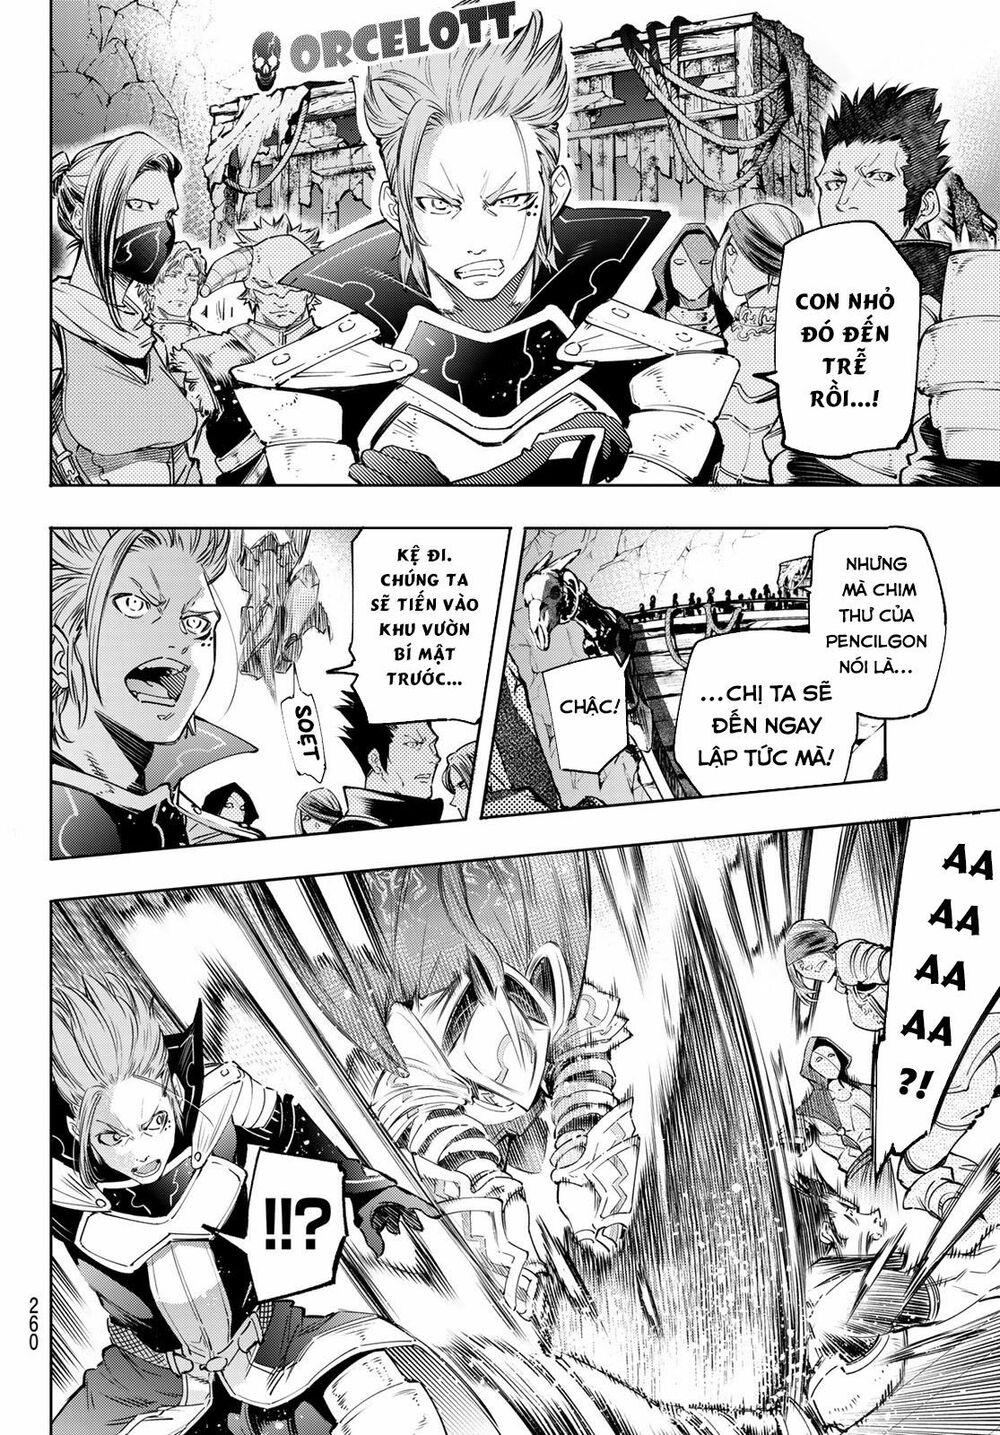 ORCELOTT
CON NHỎ
ĐÓ ĐẾN
TRỄ
RỒI...!
NHƯNG
MÀ CHIM
THƯ CỦA
PENCILGON
NÓI LÀ...
...CHỊ TA SẼ
ĐẾN NGAY
LẬP TỨC MÀ!
CHẬC!
KỆ ĐI.
CHÚNG TA
SẼ TIẾN VÀO
KHU VƯỜN
BÍ MẬT
TRƯỚC...
SOẸT
AA
AA
AA
AA
?!
!!?
260